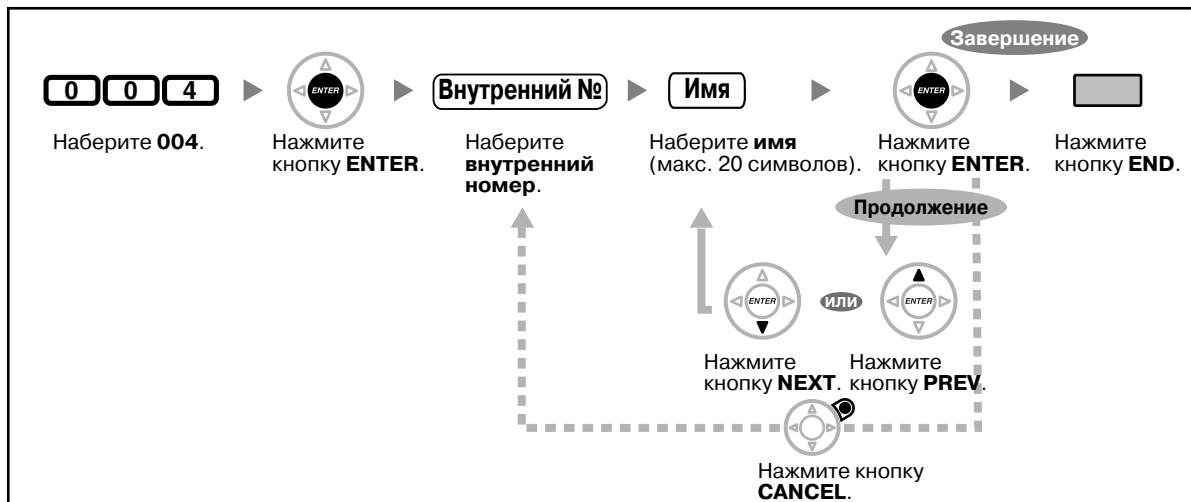 Завершение
0 0 4
ENTER
Внутренний №
Имя
ENTER
Наберите 004.
Нажмите
кнопку ENTER.
Наберите
внутренний
номер.
Наберите имя
(макс. 20 символов).
Нажмите
кнопку ENTER.
Нажмите
кнопку END.
Продолжение
ENTER
или
ENTER
Нажмите
кнопку NEXT.
Нажмите
кнопку PREV.
Нажмите кнопку
CANCEL.